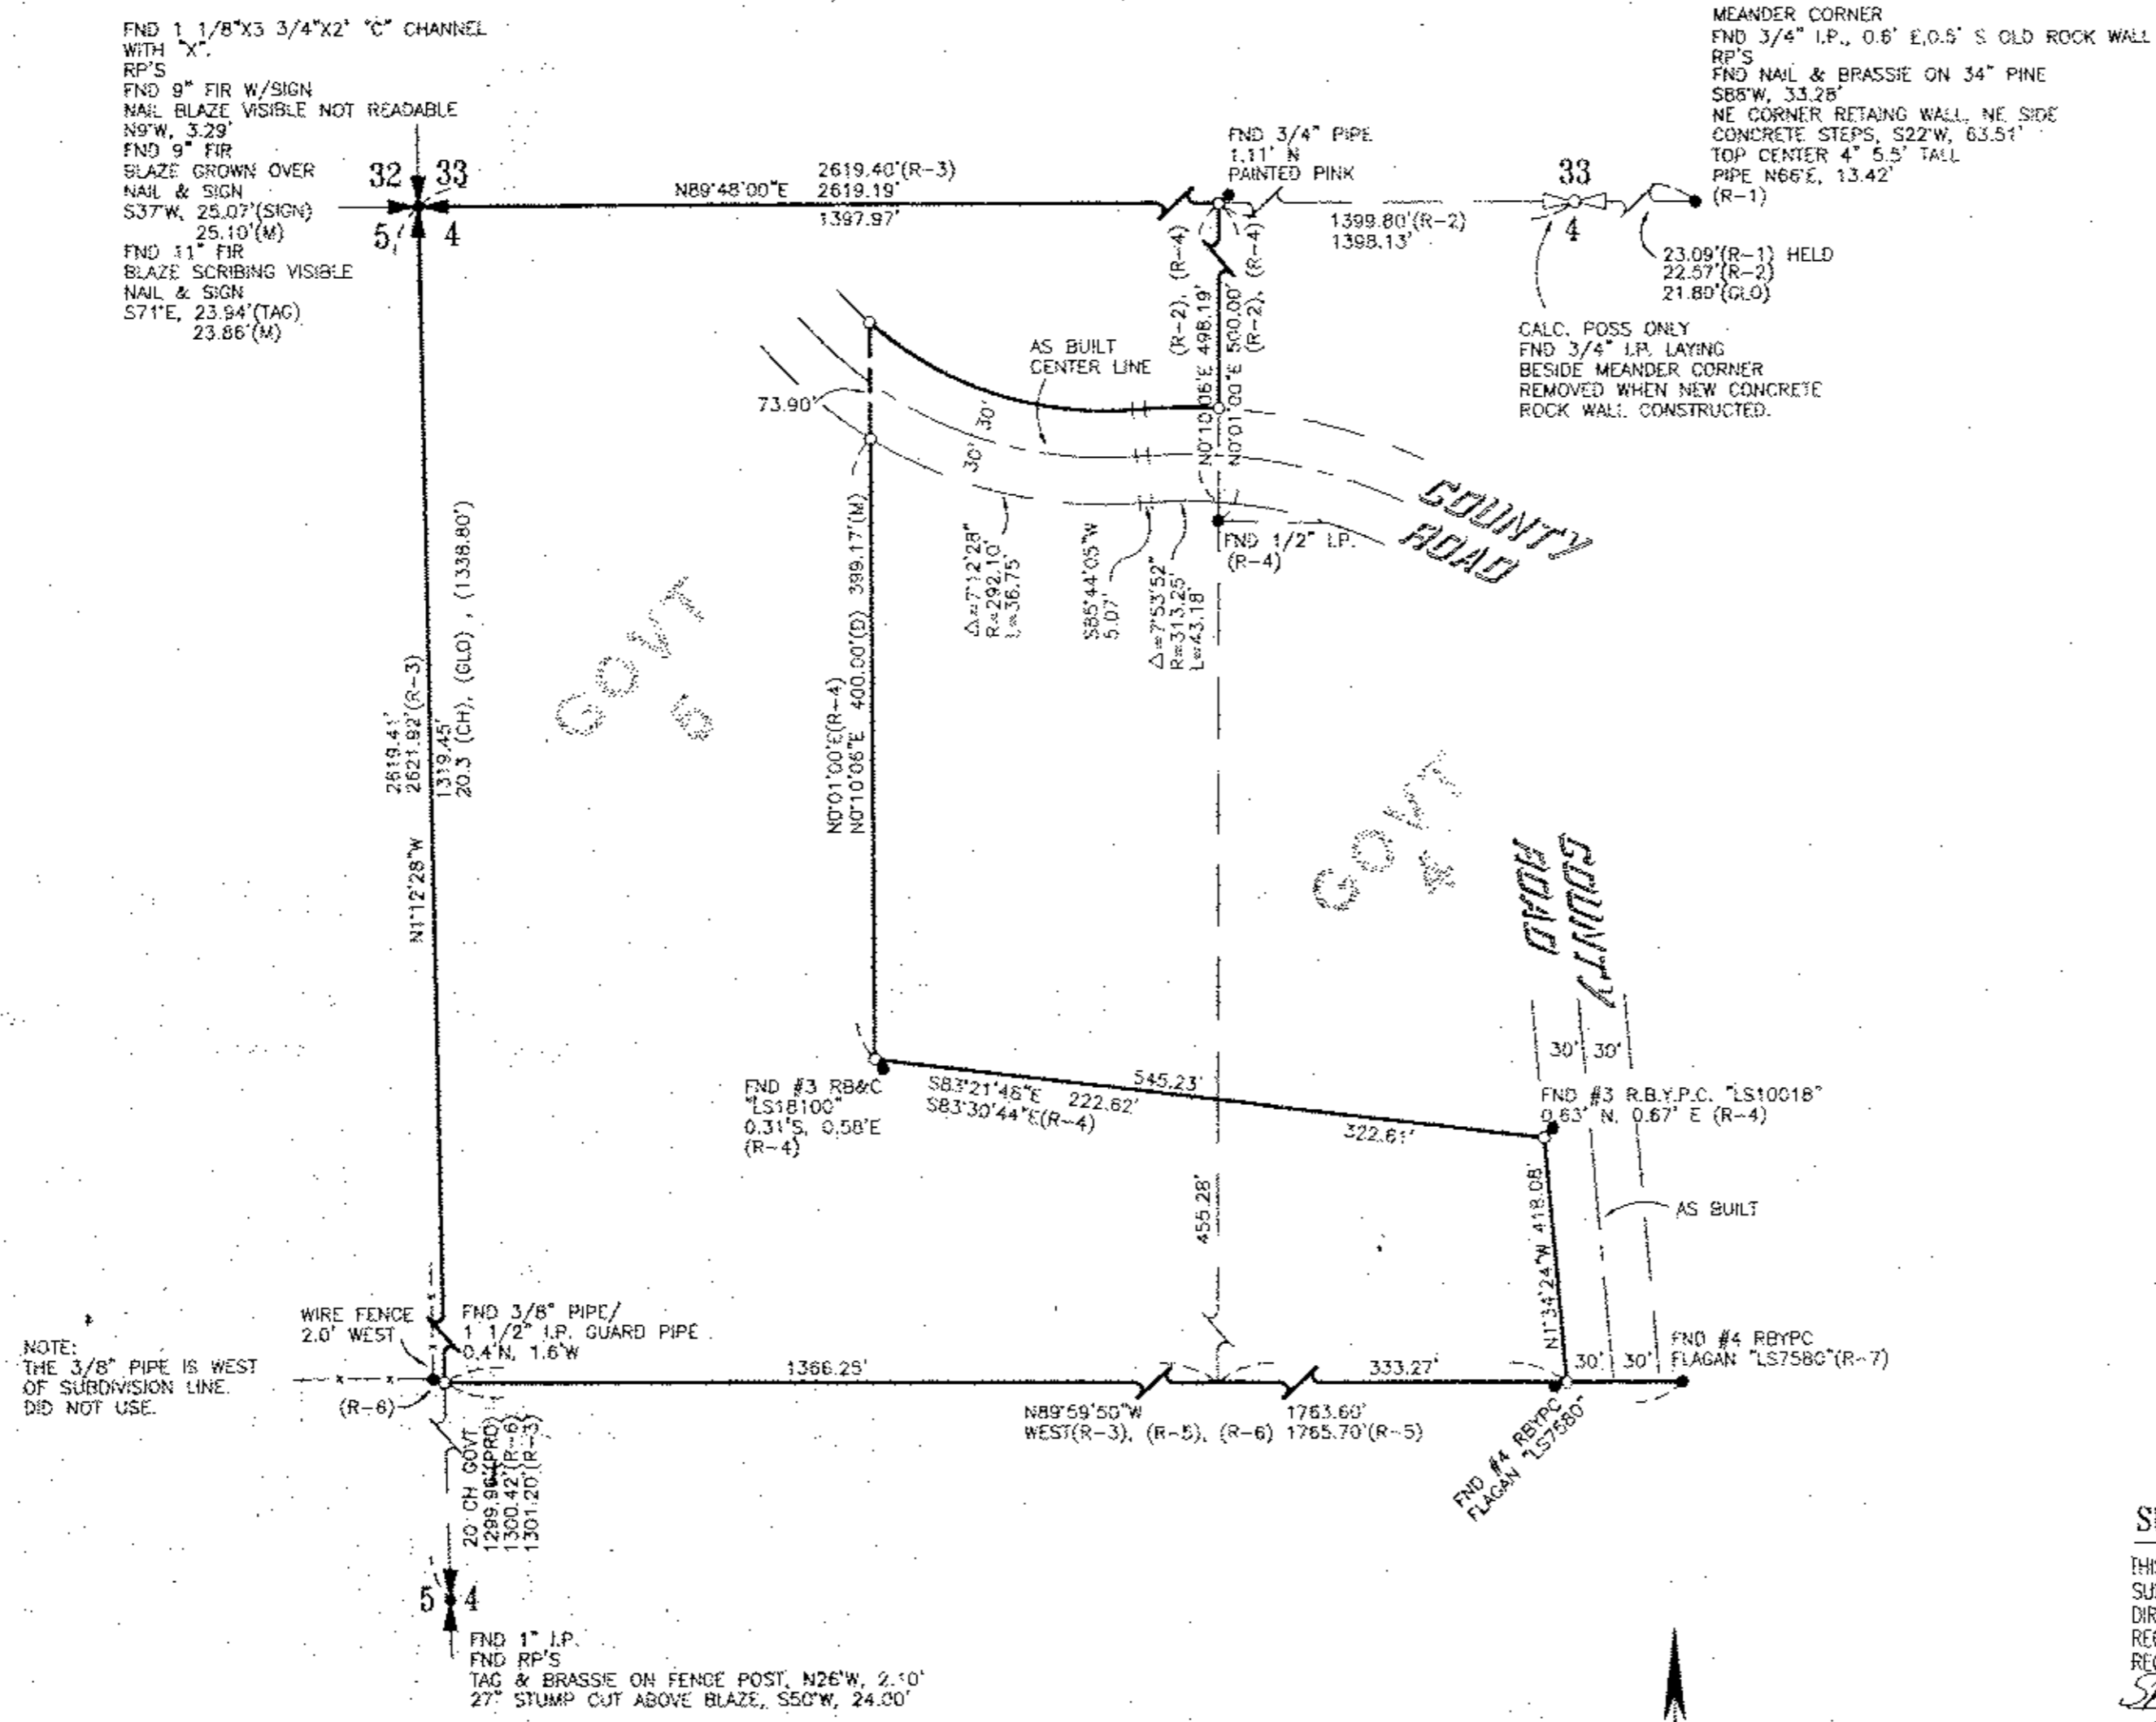 FND 1 1/8"X3 3/4"X2' "C" CHANNEL
WITH "X".
RP'S
FND 9" FIR W/SIGN
NAIL BLAZE VISIBLE NOT READABLE
N9°W, 3.29'
FND 9" FIR
BLAZE GROWN OVER
NAIL & SIGN
S37°W, 25.07'(SIGN)
25.10'(M)
FND 11" FIR
BLAZE SCRIBING VISIBLE
NAIL & SIGN
S71°E, 23.94'(TAG)
23.86'(M)
32 33
5 4
N89°48'00"E
2619.40'(R-3)
2619.19'
1397.97'
FND 3/4" PIPE
1.11' N
PAINTED PINK
1399.80'(R-2)
1398.13'
33
4
MEANDER CORNER
FND 3/4" I.P., 0.6' E,0.5' S OLD ROCK WALL
RP'S
FND NAIL & BRASSIE ON 34" PINE
S88°W, 33.28'
NE CORNER RETAING WALL, NE SIDE
CONCRETE STEPS, S22°W, 63.51'
TOP CENTER 4" 5.5' TALL
PIPE N66°E, 13.42'
(R-1)
23.09'(R-1) HELD
22.57'(R-2)
21.80'(GLO)
CALC. POSS ONLY
FND 3/4" I.P. LAYING
BESIDE MEANDER CORNER
REMOVED WHEN NEW CONCRETE
ROCK WALL CONSTRUCTED.
(R-2), (R-4)
N0°10'06"E 498.19'
N0°01'00"E 500.00'
(R-2), (R-4)
AS BUILT
CENTER LINE
73.90'
30' 30'
COUNTY
ROAD
FND 1/2" I.P.
(R-4)
Δ=7°12'28"
R=292.10'
L=36.75'
S85°44'05"W
5.07'
Δ=7°53'52"
R=313.25'
L=43.18'
N0°01'00"E(R-4)
N0°10'06"E 400.00'(D) 399.17'(M)
GOVT
5
GOVT
4
N1°12'28"W
2619.41'
2621.92'(R-3)
1319.45'
20.3 (CH), (GLO) , (1338.80')
COUNTY
ROAD
30' 30'
FND #3 RB&C
"LS18100"
0.31'S, 0.58'E
(R-4)
S83°21'46"E 222.62'
545.23'
S83°30'44"E(R-4)
322.61'
FND #3 R.B.Y.P.C. "LS10018"
0.63' N, 0.67' E (R-4)
N1°34'24"W 418.08'
AS BUILT
455.28'
WIRE FENCE
2.0' WEST
FND 3/8" PIPE/
1 1/2" I.P. GUARD PIPE
0.4'N, 1.6'W
NOTE:
THE 3/8" PIPE IS WEST
OF SUBDIVISION LINE.
DID NOT USE.
(R-6)
1366.25'
333.27'
30' 30'
FND #4 RBYPC
FLAGAN "LS7580"(R-7)
N89°59'50"W 1763.60'
WEST(R-3), (R-5), (R-6) 1765.70'(R-5)
FND #4 RBYPC
FLAGAN "LS7580"
20 CH GOVT
1299.96'(PRO)
1300.42'(R-6)
1301.20'(R-3)
5 4
FND 1" I.P.
FND RP'S
TAG & BRASSIE ON FENCE POST, N26°W, 2.10'
27" STUMP CUT ABOVE BLAZE, S50°W, 24.00'